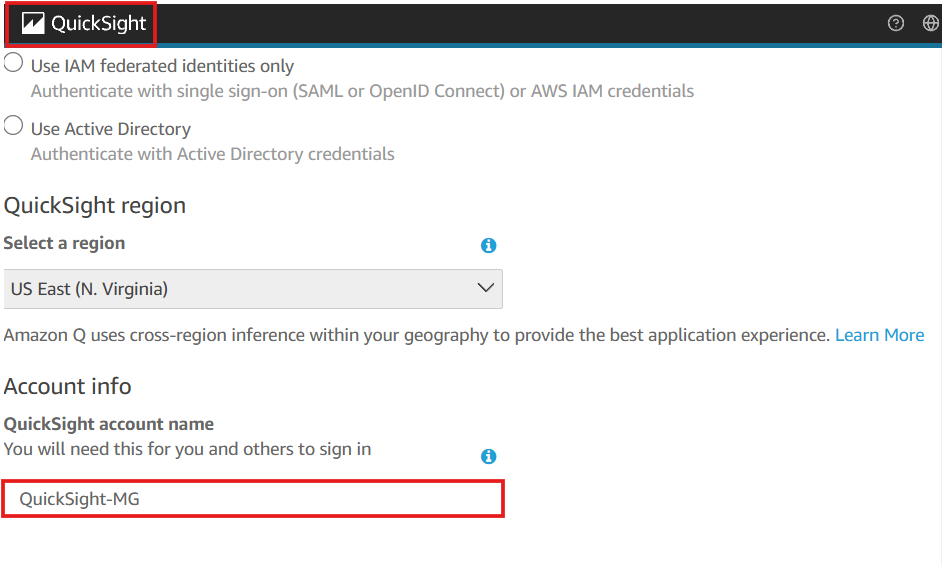 QuickSight
Use IAM federated identities only
Authenticate with single sign-on (SAML or OpenID Connect) or AWS IAM credentials
Use Active Directory
Authenticate with Active Directory credentials
QuickSight region
Select a region
US East (N. Virginia)
Amazon Q uses cross-region inference within your geography to provide the best application experience. Learn More
Account info
QuickSight account name
You will need this for you and others to sign in
QuickSight-MG